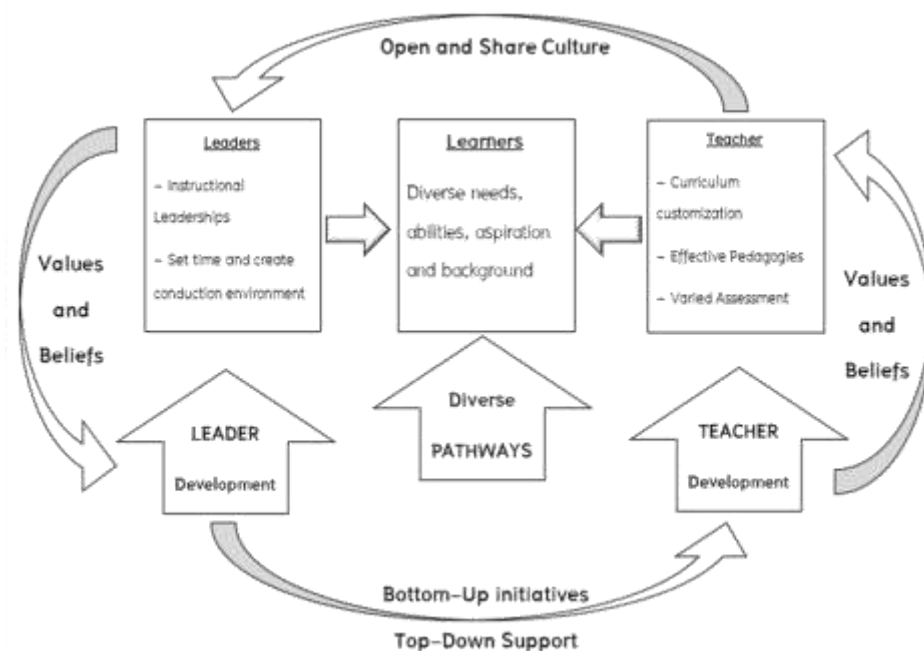 Open and Share Culture
Leaders
– Instructional
Leaderships
– Set time and create
conduction environment
Learners
Diverse needs,
abilities, aspiration
and background
Teacher
– Curriculum
customization
– Effective Pedagogies
– Varied Assessment
Values
and
Beliefs
Values
and
Beliefs
LEADER
Development
Diverse
PATHWAYS
TEACHER
Development
Bottom-Up initiatives
Top-Down Support